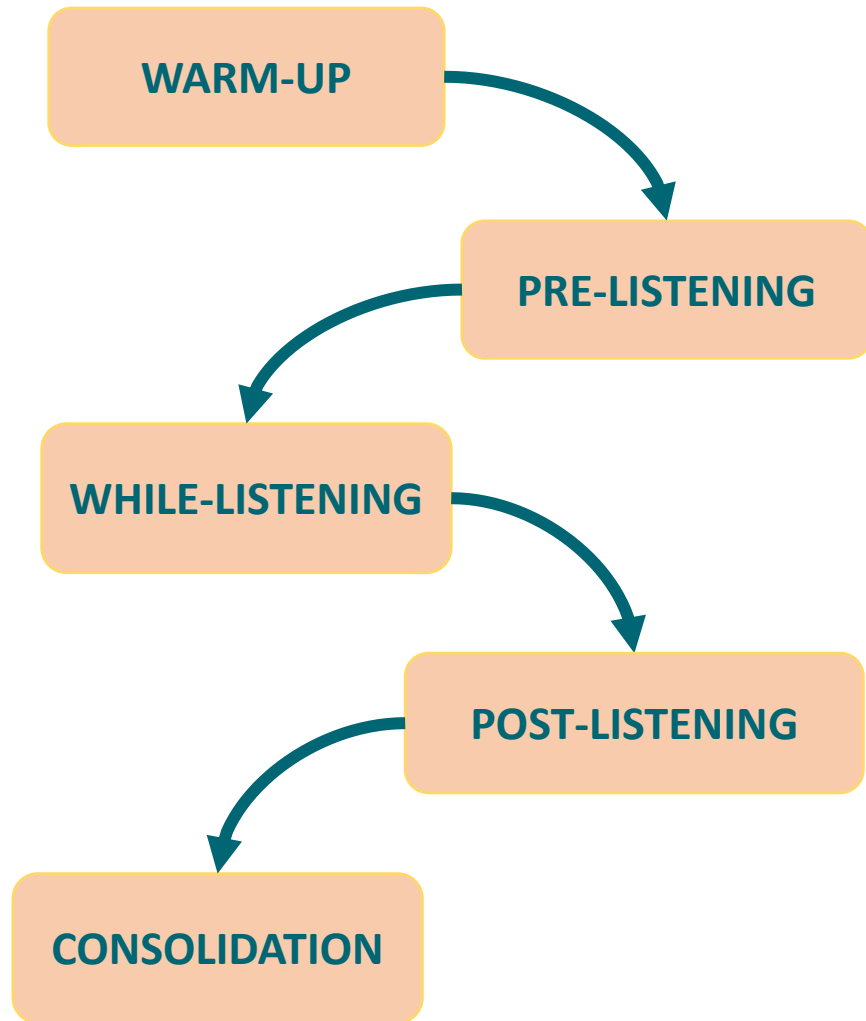 WARM-UP
PRE-LISTENING
WHILE-LISTENING
POST-LISTENING
CONSOLIDATION